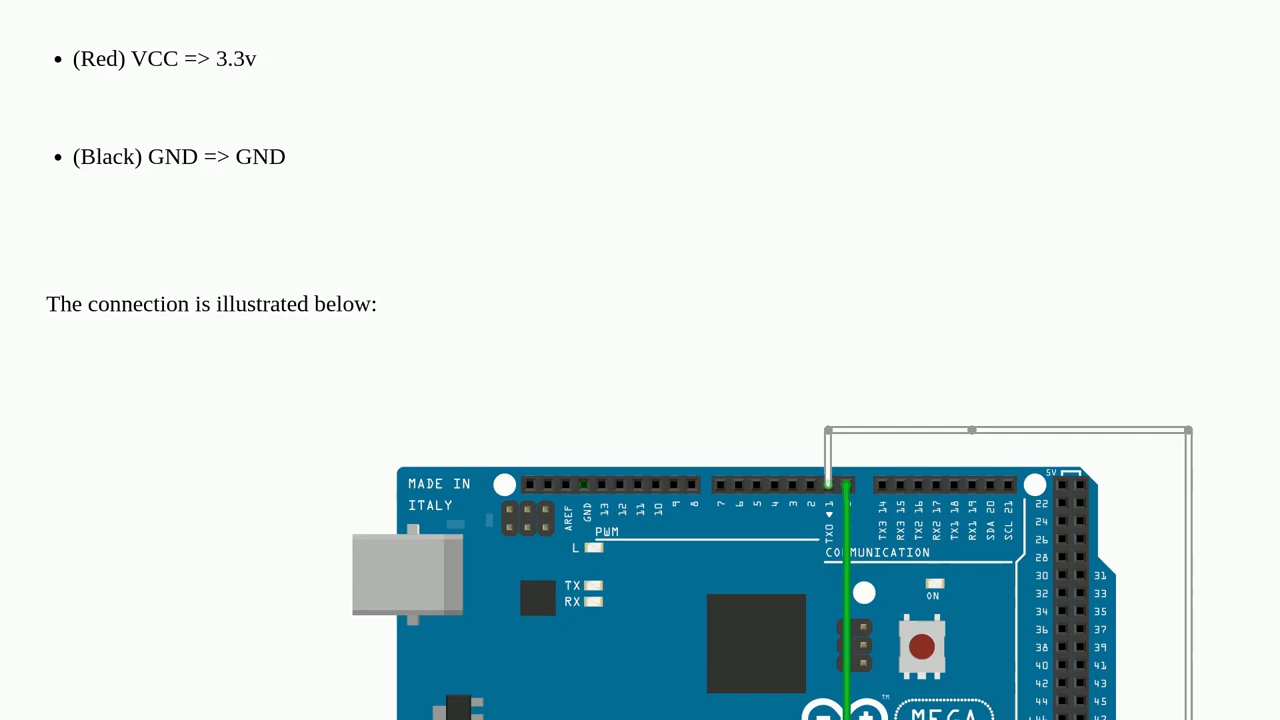 (Red) VCC => 3.3v
(Black) GND => GND
The connection is illustrated below:
MADE IN
ITALY
5V
AREF
GND
13
12
11
10
9
8
7
6
5
4
3
2
TX0 ◄ 1
TX3 14
RX3 15
TX2 16
RX2 17
TX1 18
RX1 19
SDA 20
SCL 21
PWM
COMMUNICATION
L
TX
RX
ON
22
24
26
28
30 31
32 33
34 35
36 37
38 39
40 41
42 43
44 45
TM
MEGA